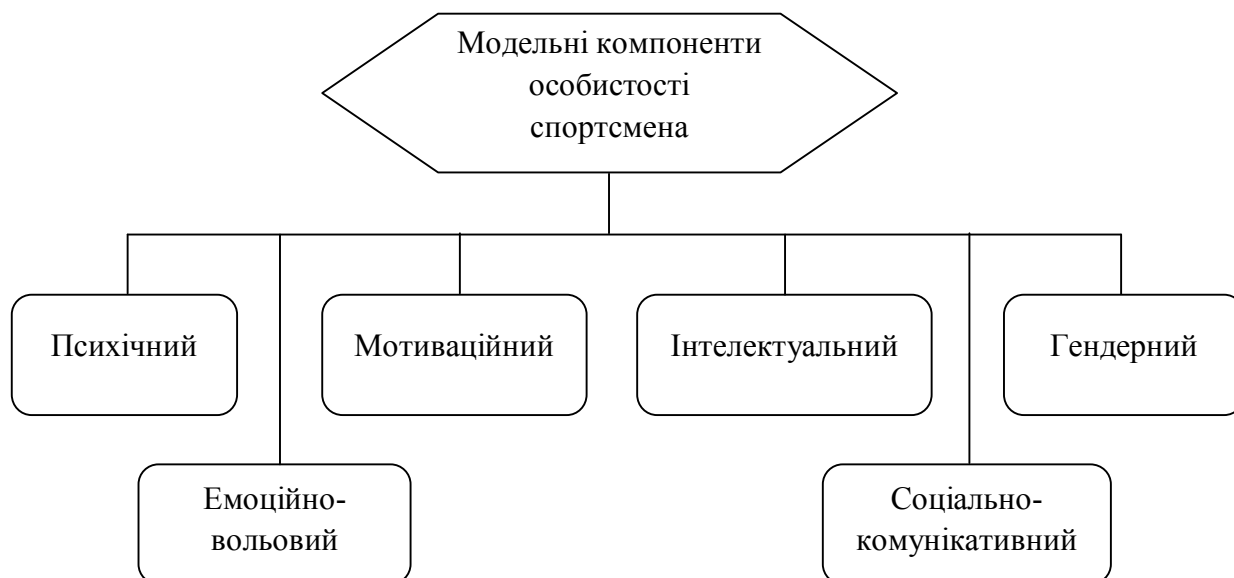 Модельні компоненти
особистості
спортсмена
Психічний
Мотиваційний
Інтелектуальний
Гендерний
Емоційно-
вольовий
Соціально-
комунікативний